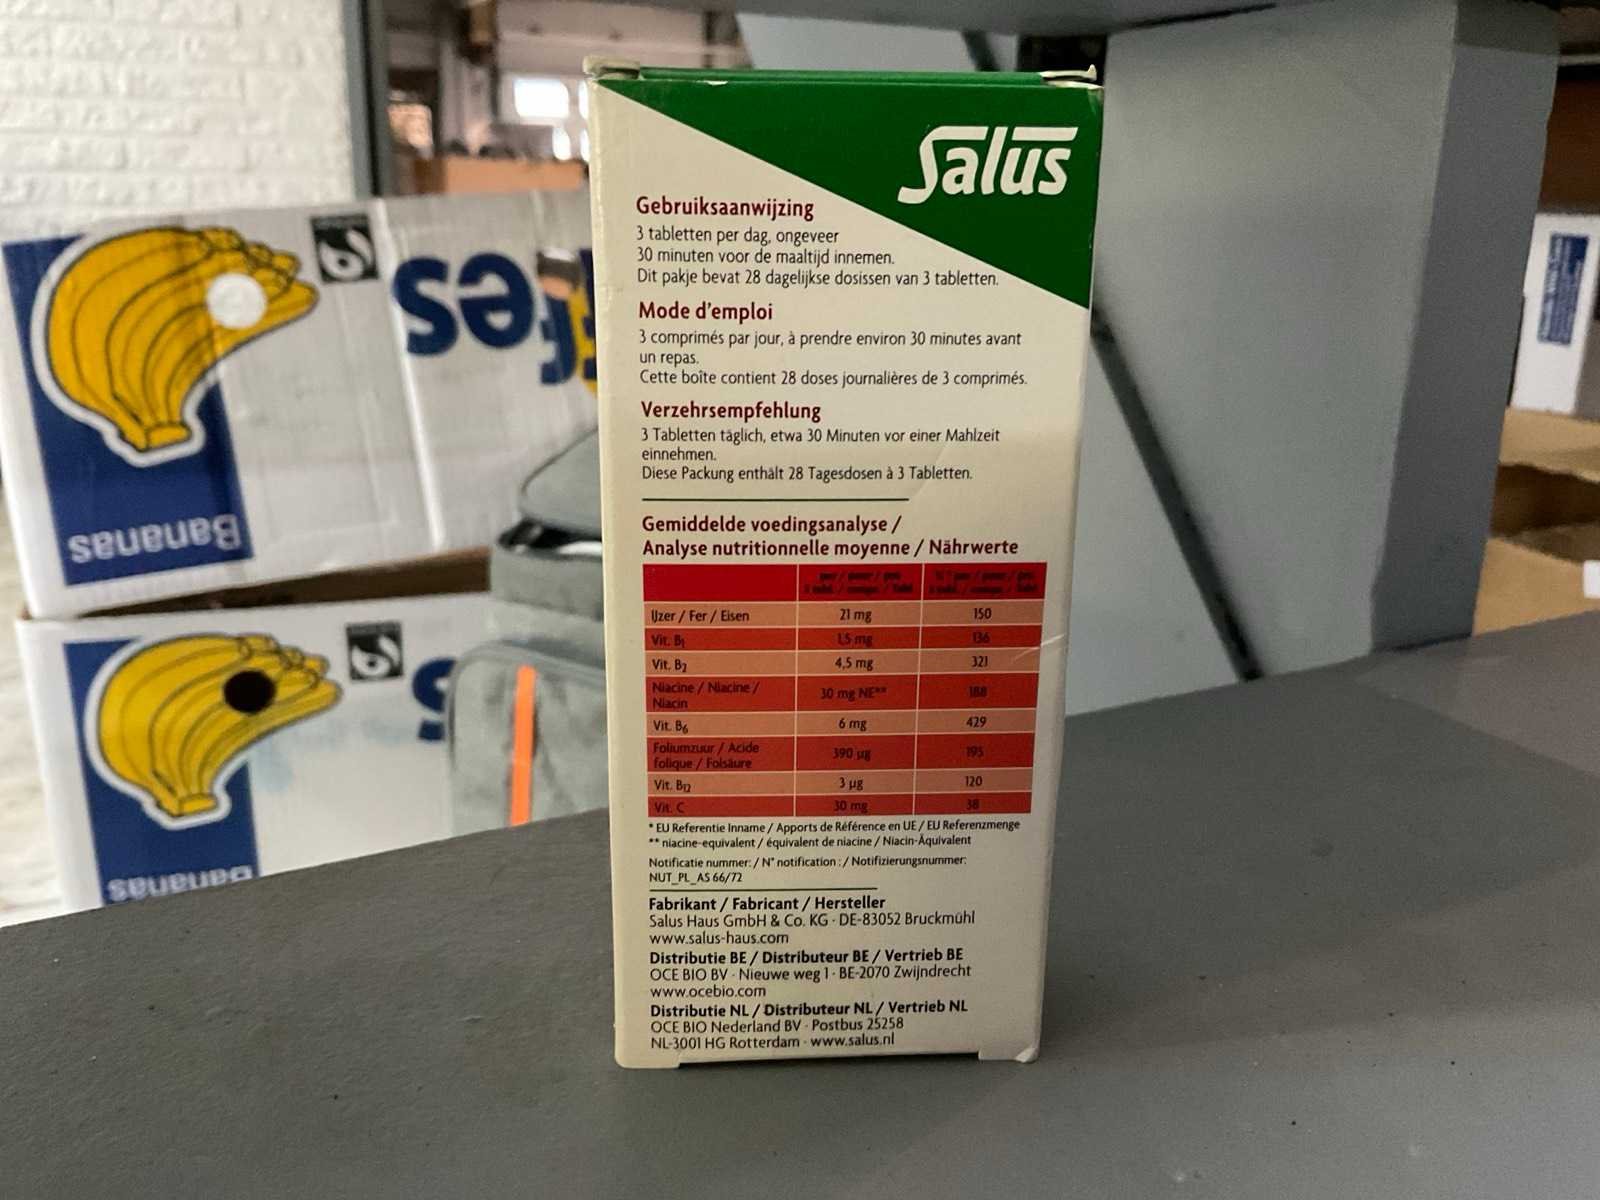 Salus
Gebruiksaanwijzing
3 tabletten per dag, ongeveer
30 minuten voor de maaltijd innemen.
Dit pakje bevat 28 dagelijkse dosissen van 3 tabletten.
Mode d'emploi
3 comprimés par jour, à prendre environ 30 minutes avant
un repas.
Cette boîte contient 28 doses journalières de 3 comprimés.
Verzehrsempfehlung
3 Tabletten täglich, etwa 30 Minuten vor einer Mahlzeit
einnehmen.
Diese Packung enthält 28 Tagesdosen à 3 Tabletten.
Gemiddelde voedingsanalyse /
Analyse nutritionnelle moyenne / Nährwerte
per / pour / pro
per / pour / pro
IJzer / Fer / Eisen 21 mg 150
Vit. B1 1,5 mg 136
Vit. B2 4,5 mg 321
Niacine / Niacine /
Niacin 30 mg NE** 188
Vit. B6 6 mg 429
Foliumzuur / Acide
folique / Folsäure 390 µg 195
Vit. B12 3 µg 120
Vit. C 30 mg 38
* EU Referentie Inname / Apports de Référence en UE / EU Referenzmenge
** niacine-equivalent / équivalent de niacine / Niacin-Äquivalent
Notificatie nummer: / N° notification : / Notifizierungsnummer:
NUT_PL_AS 66/72
Fabrikant / Fabricant / Hersteller
Salus Haus GmbH & Co. KG · DE-83052 Bruckmühl
www.salus-haus.com
Distributie BE / Distributeur BE / Vertrieb BE
OCE BIO BV · Nieuwe weg 1 · BE-2070 Zwijndrecht
www.ocebio.com
Distributie NL / Distributeur NL / Vertrieb NL
OCE BIO Nederland BV · Postbus 25258
NL-3001 HG Rotterdam · www.salus.nl
Bananas
Bananas